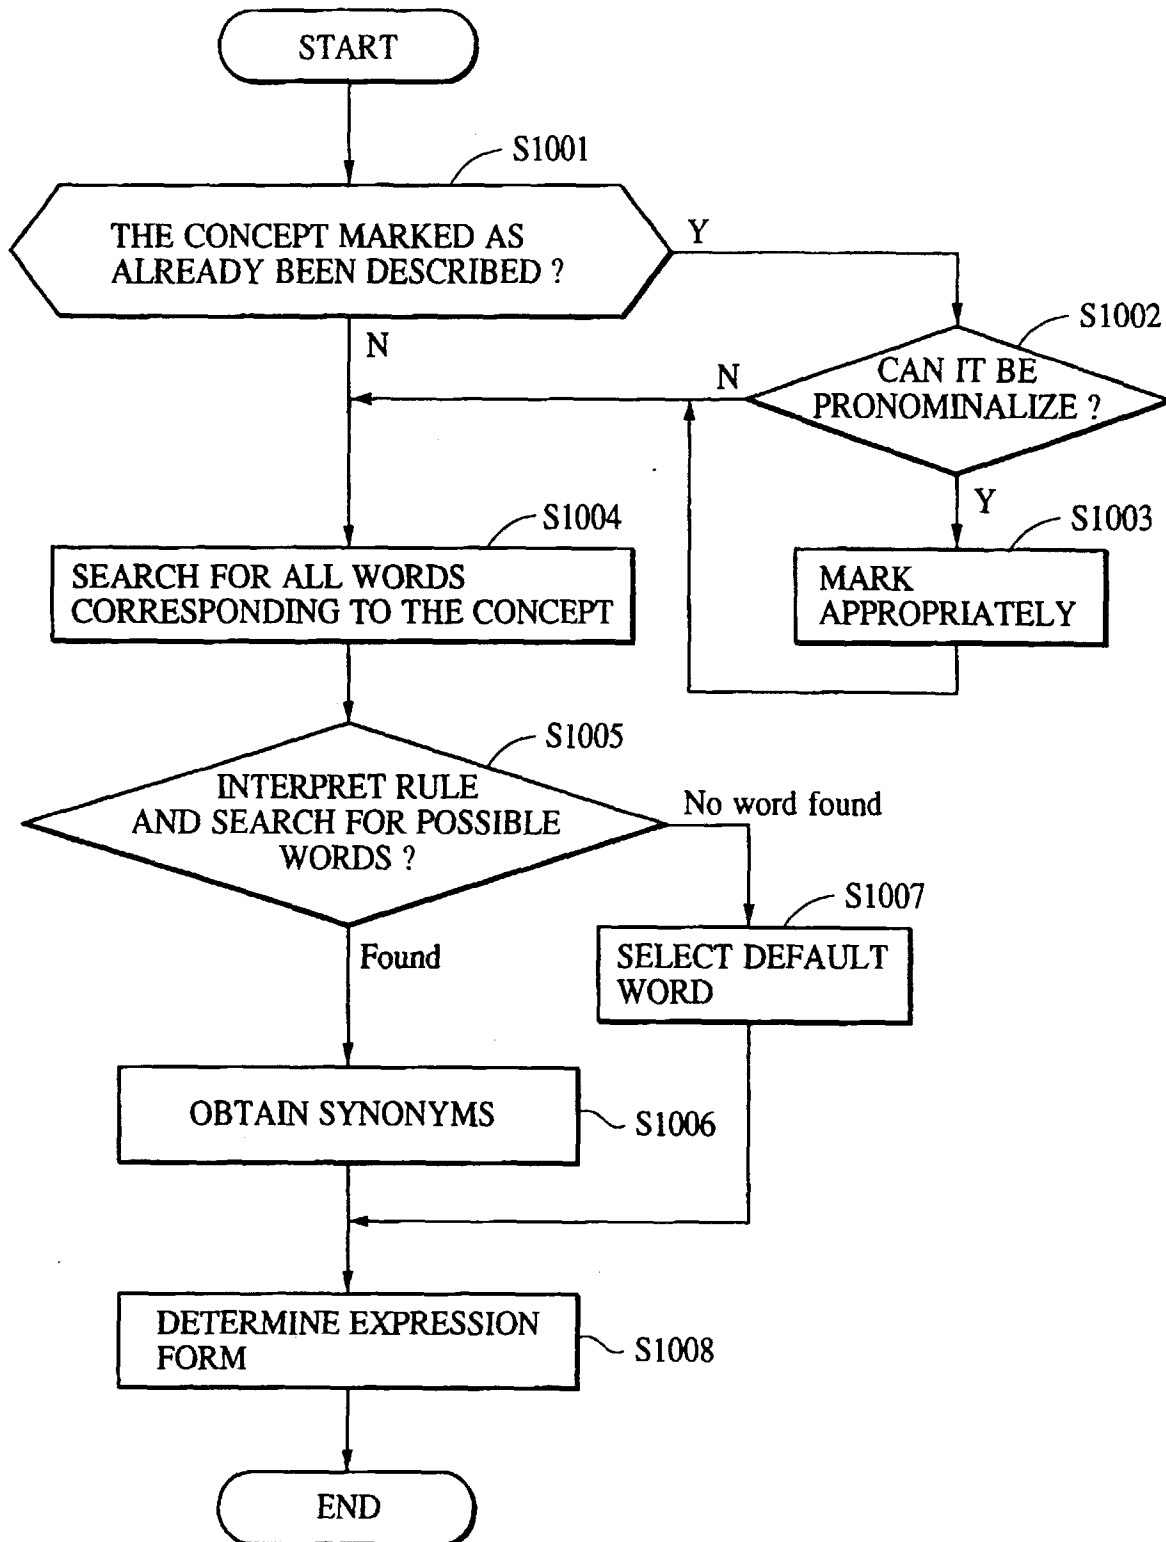 START
S1001
THE CONCEPT MARKED AS
ALREADY BEEN DESCRIBED ?
Y
N
S1002
CAN IT BE
PRONOMINALIZE ?
N
Y
S1003
MARK
APPROPRIATELY
S1004
SEARCH FOR ALL WORDS
CORRESPONDING TO THE CONCEPT
S1005
INTERPRET RULE
AND SEARCH FOR POSSIBLE
WORDS ?
No word found
S1007
SELECT DEFAULT
WORD
Found
OBTAIN SYNONYMS
S1006
DETERMINE EXPRESSION
FORM
S1008
END